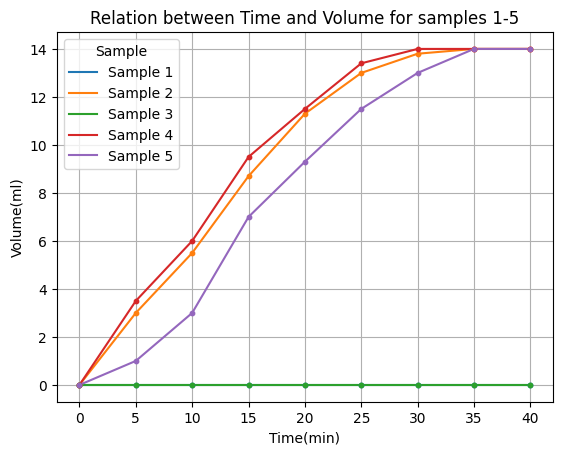 Relation between Time and Volume for samples 1-5
Sample
Sample 1
Sample 2
Sample 3
Sample 4
Sample 5
14
12
10
8
6
4
2
0
Volume(ml)
0 5 10 15 20 25 30 35 40
Time(min)